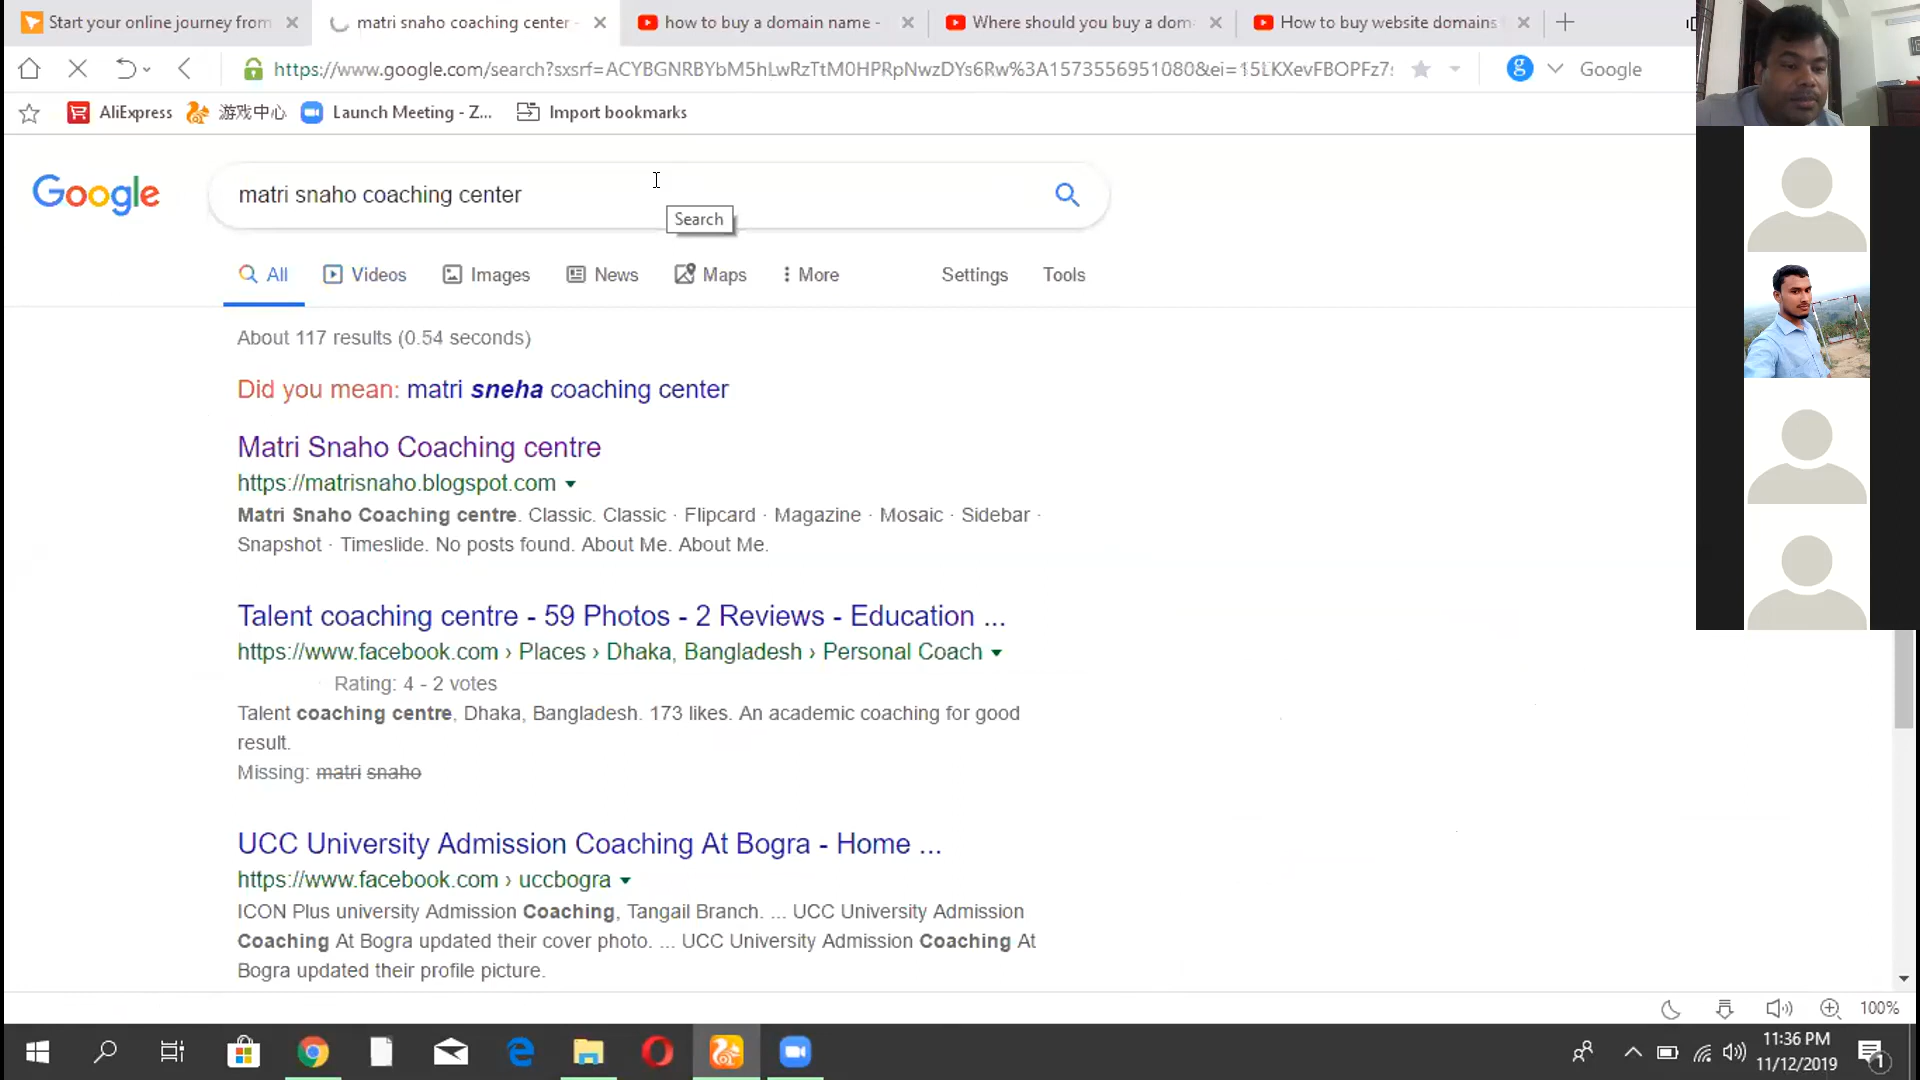 Start your online journey from
matri snaho coaching center -
how to buy a domain name -
Where should you buy a dom
How to buy website domains
https://www.google.com/search?sxsrf=ACYBGNRBYbM5hLwRzTtM0HPRpNwzDYs6Rw%3A1573556951080&ei=15LKXevFBOPFz7s
Google
AliExpress
游戏中心
Launch Meeting - Z...
Import bookmarks
Google
matri snaho coaching center
Search
All
Videos
Images
News
Maps
More
Settings
Tools
About 117 results (0.54 seconds)
Did you mean: matri sneha coaching center
Matri Snaho Coaching centre
https://matrisnaho.blogspot.com
Matri Snaho Coaching centre. Classic. Classic · Flipcard · Magazine · Mosaic · Sidebar ·
Snapshot · Timeslide. No posts found. About Me. About Me.
Talent coaching centre - 59 Photos - 2 Reviews - Education ...
https://www.facebook.com › Places › Dhaka, Bangladesh › Personal Coach
Rating: 4 - 2 votes
Talent coaching centre, Dhaka, Bangladesh. 173 likes. An academic coaching for good
result.
Missing: matri snaho
UCC University Admission Coaching At Bogra - Home ...
https://www.facebook.com › uccbogra
ICON Plus university Admission Coaching, Tangail Branch. ... UCC University Admission
Coaching At Bogra updated their cover photo. ... UCC University Admission Coaching At
Bogra updated their profile picture.
100%
11:36 PM
11/12/2019
1